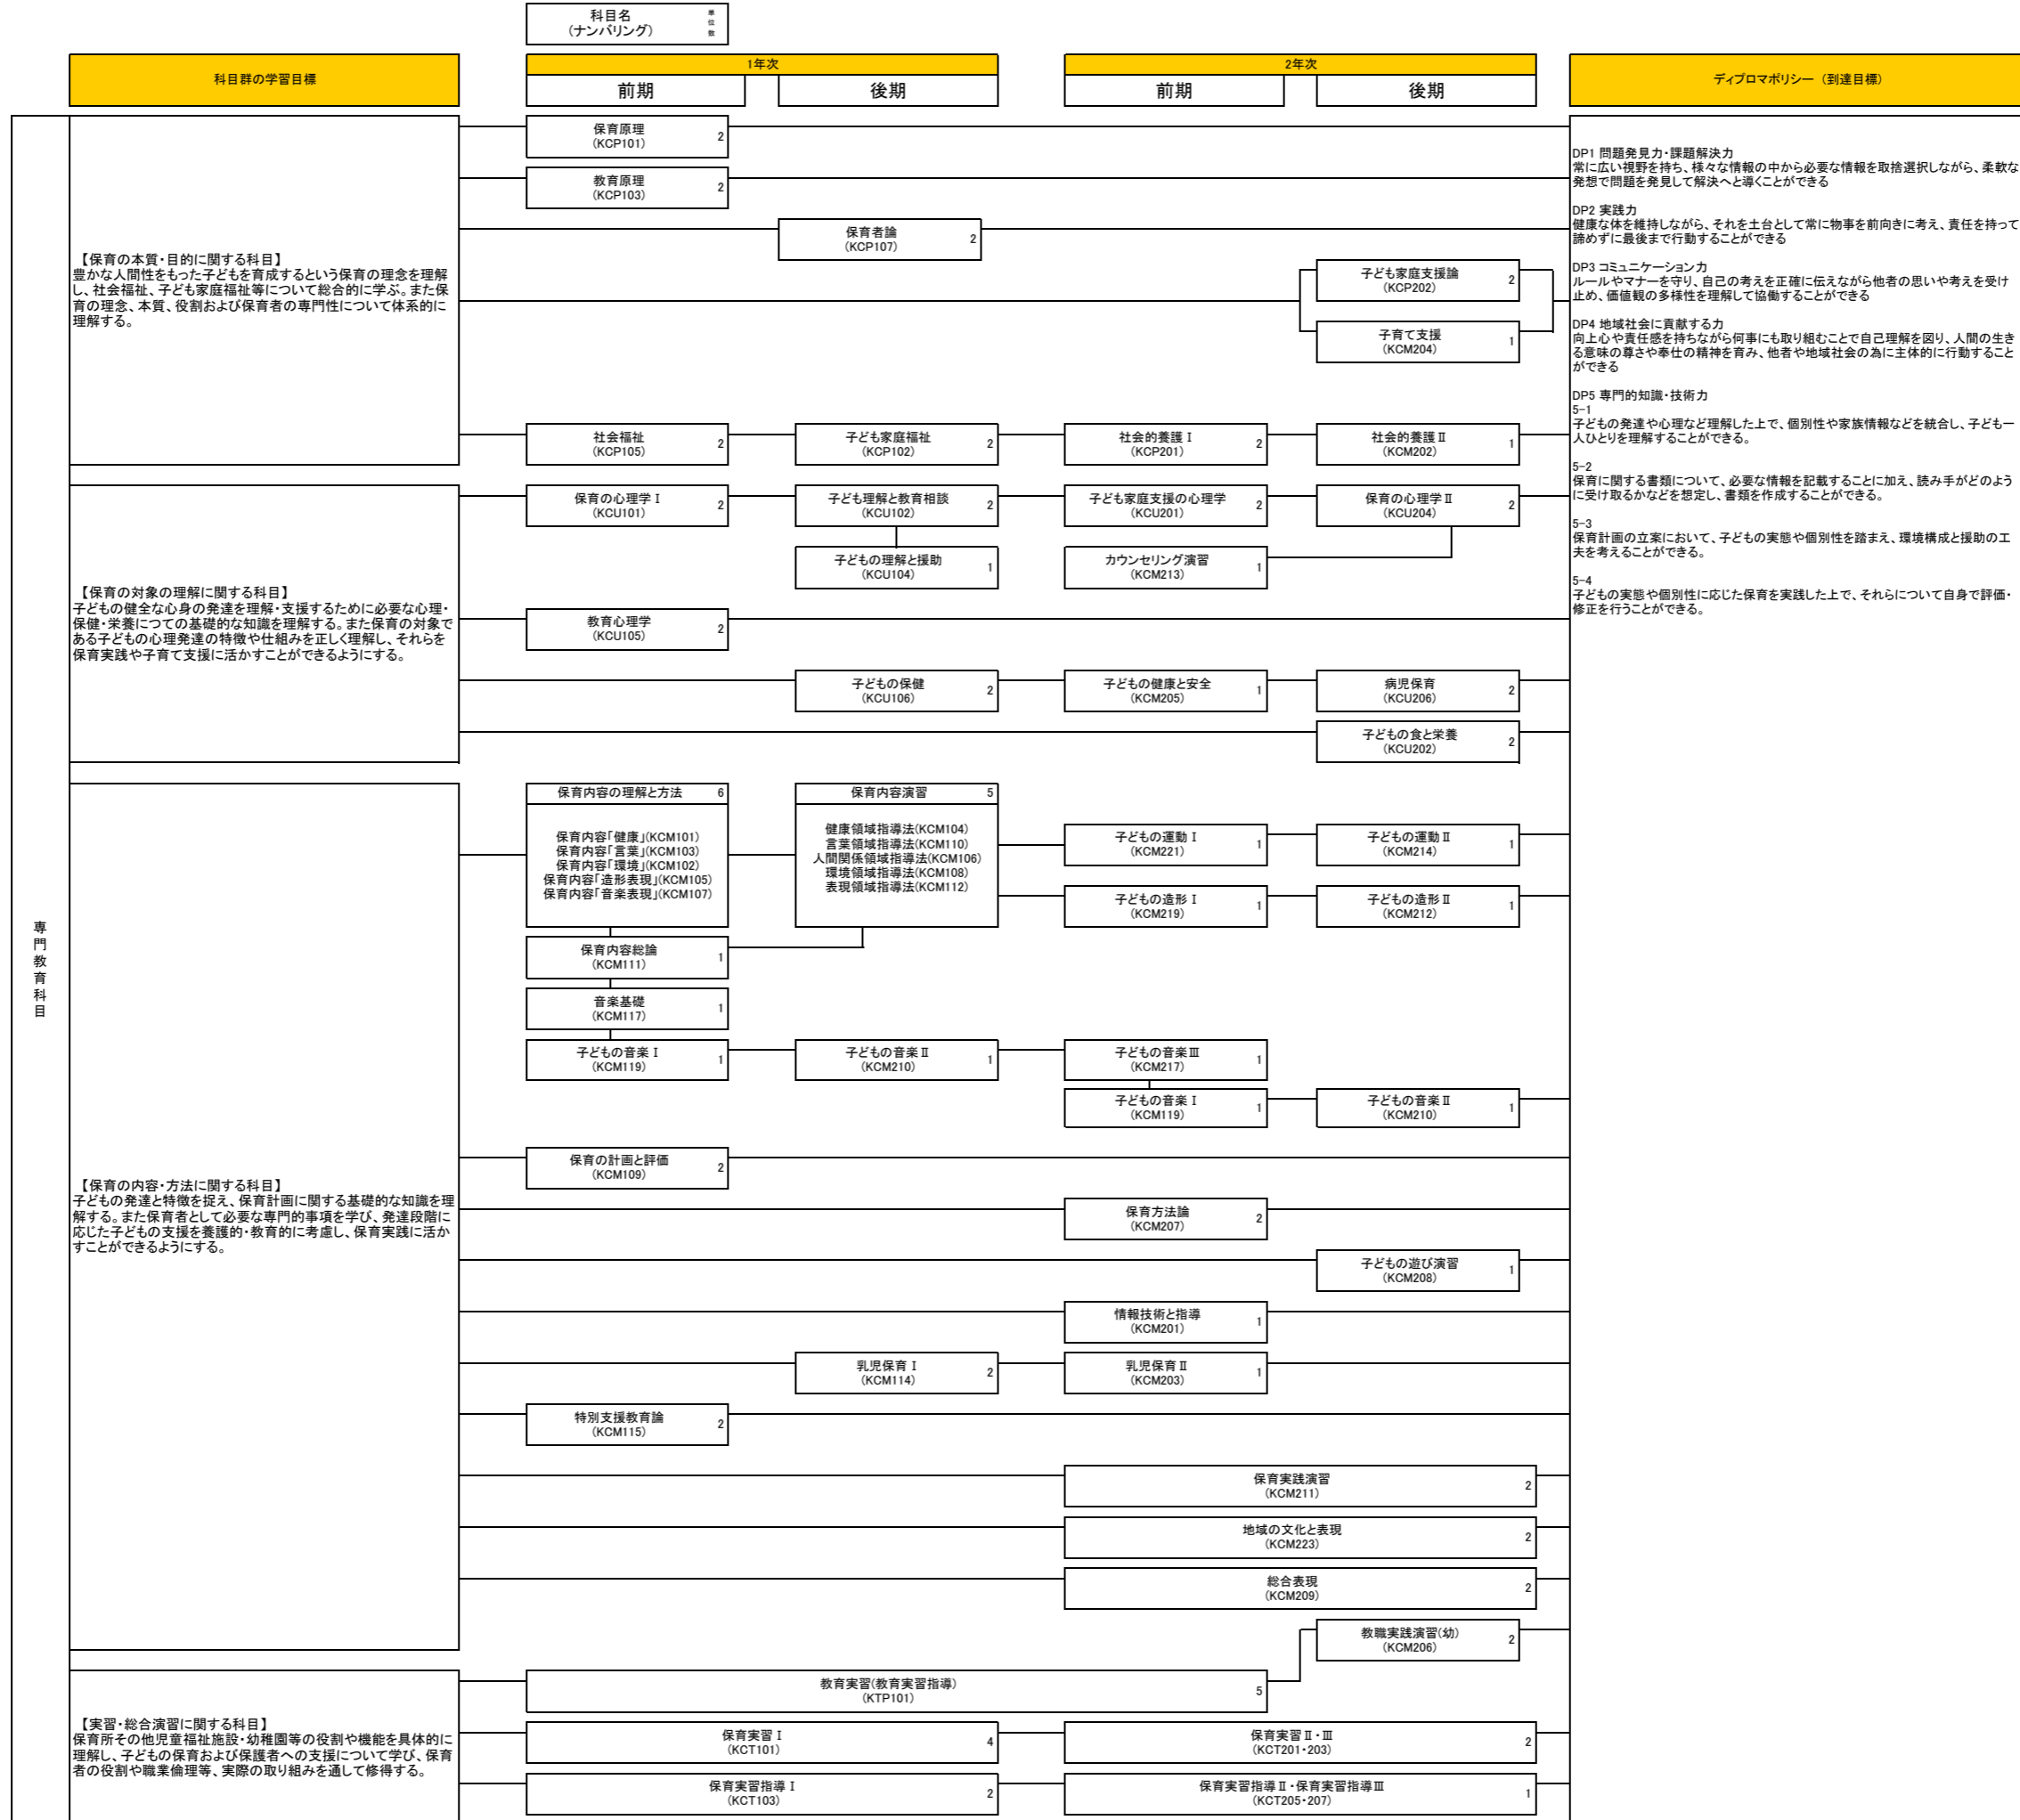 科目名
(ナンバリング)
単位数
科目群の学習目標
1年次
2年次
ディプロマポリシー（到達目標）
前期
後期
前期
後期
専門教育科目
【保育の本質・目的に関する科目】
豊かな人間性をもった子どもを育成するという保育の理念を理解
し、社会福祉、子ども家庭福祉等について総合的に学ぶ。また保
育の理念、本質、役割および保育者の専門性について体系的に
理解する。
保育原理
(KCP101)
2
教育原理
(KCP103)
2
保育者論
(KCP107)
2
子ども家庭支援論
(KCP202)
2
子育て支援
(KCM204)
1
社会福祉
(KCP105)
2
子ども家庭福祉
(KCP102)
2
社会的養護Ⅰ
(KCP201)
2
社会的養護Ⅱ
(KCM202)
1
【保育の対象の理解に関する科目】
子どもの健全な心身の発達を理解・支援するために必要な心理・
保健・栄養につての基礎的な知識を理解する。また保育の対象で
ある子どもの心理発達の特徴や仕組みを正しく理解し、それらを
保育実践や子育て支援に活かすことができるようにする。
保育の心理学Ⅰ
(KCU101)
2
子ども理解と教育相談
(KCU102)
2
子ども家庭支援の心理学
(KCU201)
2
保育の心理学Ⅱ
(KCU204)
2
子どもの理解と援助
(KCU104)
1
カウンセリング演習
(KCM213)
1
教育心理学
(KCU105)
2
子どもの保健
(KCU106)
2
子どもの健康と安全
(KCM205)
1
病児保育
(KCU206)
2
子どもの食と栄養
(KCU202)
2
【保育の内容・方法に関する科目】
子どもの発達と特徴を捉え、保育計画に関する基礎的な知識を理
解する。また保育者として必要な専門的事項を学び、発達段階に
応じた子どもの支援を養護的・教育的に考慮し、保育実践に活か
すことができるようにする。
保育内容の理解と方法 6
保育内容「健康」(KCM101)
保育内容「言葉」(KCM103)
保育内容「環境」(KCM102)
保育内容「造形表現」(KCM105)
保育内容「音楽表現」(KCM107)
保育内容演習 5
健康領域指導法(KCM104)
言葉領域指導法(KCM110)
人間関係領域指導法(KCM106)
環境領域指導法(KCM108)
表現領域指導法(KCM112)
子どもの運動Ⅰ
(KCM221)
1
子どもの運動Ⅱ
(KCM214)
1
子どもの造形Ⅰ
(KCM219)
1
子どもの造形Ⅱ
(KCM212)
1
保育内容総論
(KCM111)
1
音楽基礎
(KCM117)
1
子どもの音楽Ⅰ
(KCM119)
1
子どもの音楽Ⅱ
(KCM210)
1
子どもの音楽Ⅲ
(KCM217)
1
子どもの音楽Ⅰ
(KCM119)
1
子どもの音楽Ⅱ
(KCM210)
1
保育の計画と評価
(KCM109)
2
保育方法論
(KCM207)
2
子どもの遊び演習
(KCM208)
1
情報技術と指導
(KCM201)
1
乳児保育Ⅰ
(KCM114)
2
乳児保育Ⅱ
(KCM203)
1
特別支援教育論
(KCM115)
2
保育実践演習
(KCM211)
2
地域の文化と表現
(KCM223)
2
総合表現
(KCM209)
2
教職実践演習(幼)
(KCM206)
2
【実習・総合演習に関する科目】
保育所その他児童福祉施設・幼稚園等の役割や機能を具体的に
理解し、子どもの保育および保護者への支援について学び、保育
者の役割や職業倫理等、実際の取り組みを通して修得する。
教育実習(教育実習指導)
(KTP101)
5
保育実習Ⅰ
(KCT101)
4
保育実習Ⅱ・Ⅲ
(KCT201・203)
2
保育実習指導Ⅰ
(KCT103)
2
保育実習指導Ⅱ・保育実習指導Ⅲ
(KCT205・207)
1
DP1 問題発見力・課題解決力
常に広い視野を持ち、様々な情報の中から必要な情報を取捨選択しながら、柔軟な
発想で問題を発見して解決へと導くことができる
DP2 実践力
健康な体を維持しながら、それを土台として常に物事を前向きに考え、責任を持って
諦めずに最後まで行動することができる
DP3 コミュニケーション力
ルールやマナーを守り、自己の考えを正確に伝えながら他者の思いや考えを受け
止め、価値観の多様性を理解して協働することができる
DP4 地域社会に貢献する力
向上心や責任感を持ちながら何事にも取り組むことで自己理解を図り、人間の生き
る意味の尊さや奉仕の精神を育み、他者や地域社会の為に主体的に行動すること
ができる
DP5 専門的知識・技術力
5-1
子どもの発達や心理など理解した上で、個別性や家族情報などを統合し、子ども一
人ひとりを理解することができる。
5-2
保育に関する書類について、必要な情報を記載することに加え、読み手がどのよう
に受け取るかなどを想定し、書類を作成することができる。
5-3
保育計画の立案において、子どもの実態や個別性を踏まえ、環境構成と援助の工
夫を考えることができる。
5-4
子どもの実態や個別性に応じた保育を実践した上で、それらについて自身で評価・
修正を行うことができる。